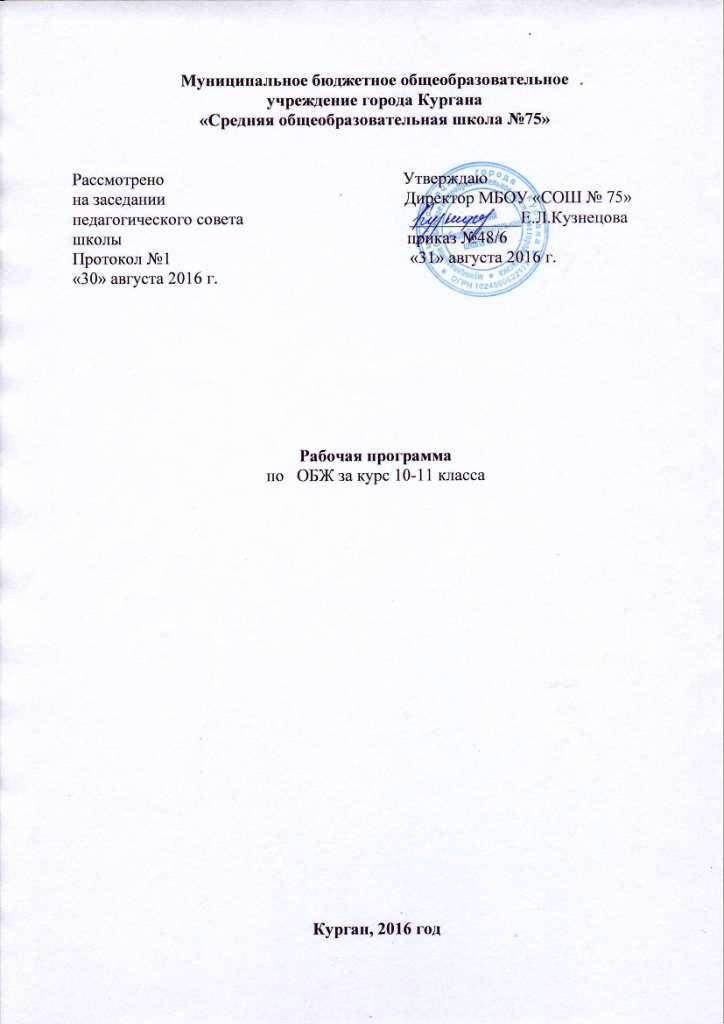 Муниципальное бюджетное общеобразовательное
учреждение города Кургана
«Средняя общеобразовательная школа №75»
Рассмотрено
на заседании
педагогического совета
школы
Протокол №1
«30» августа 2016 г.
Утверждаю
Директор МБОУ «СОШ № 75»
Е.Л.Кузнецова
приказ №48/6
«31» августа 2016 г.
города Кургана
Рабочая программа
по ОБЖ за курс 10-11 класса
Курган, 2016 год